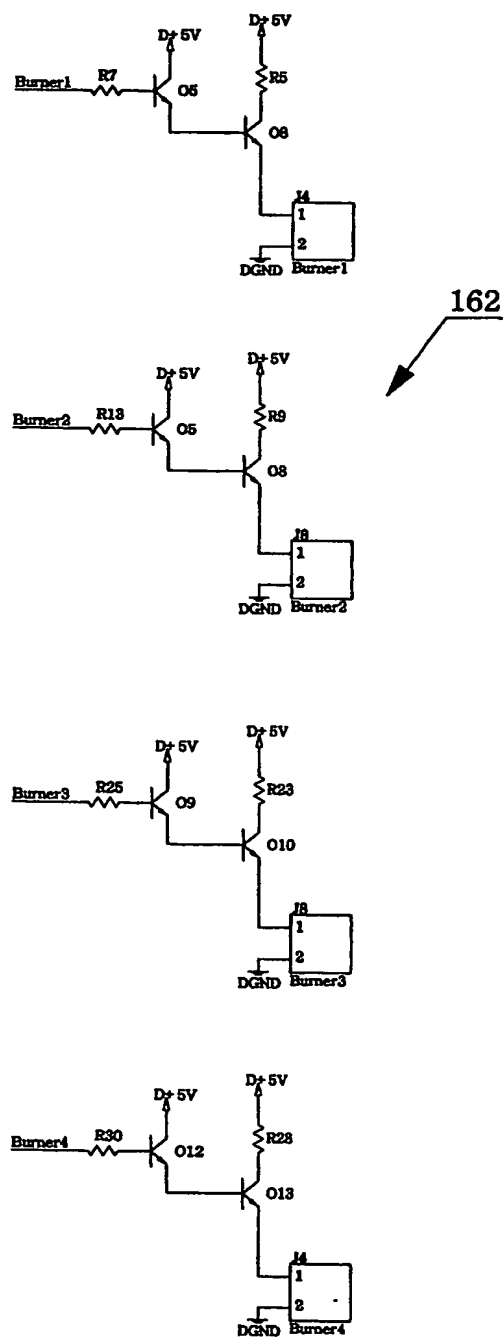 D+5V D+5V
Burner1 R7 O5 R5
O6
J4
1
2
DGND Burner1
162
D+5V D+5V
Burner2 R13 O5 R9
O8
J8
1
2
DGND Burner2
D+5V D+5V
Burner3 R25 O9 R23
O10
J8
1
2
DGND Burner3
D+5V D+5V
Burner4 R30 O12 R28
O13
J4
1
2
DGND Burner4